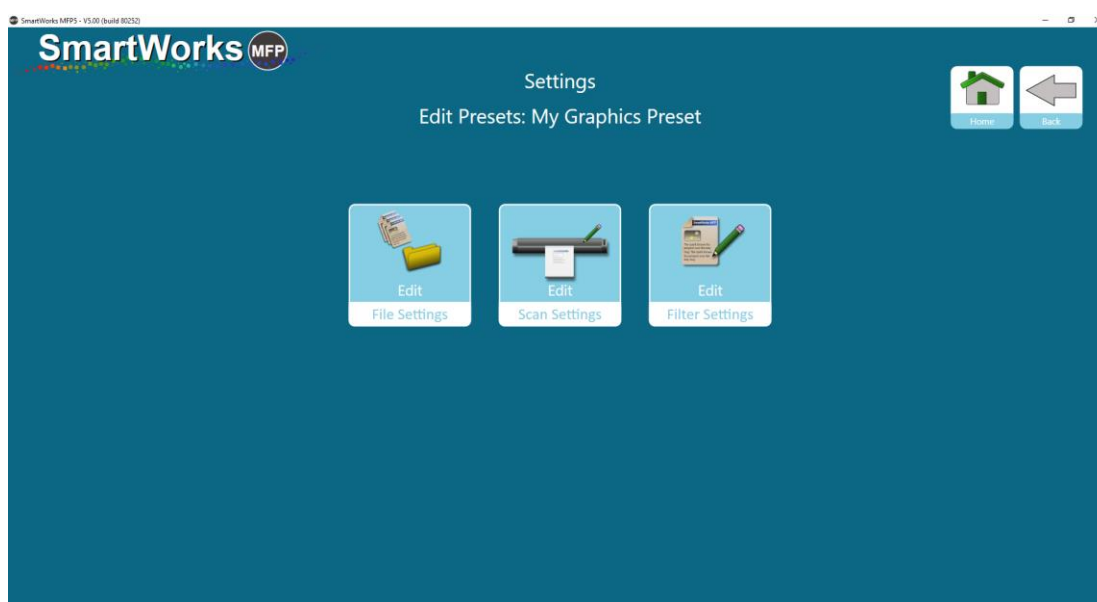 SmartWorks MFP5 - V5.00 (build 80252)
SmartWorks MFP
Settings
Edit Presets: My Graphics Preset
Home
Back
Edit
File Settings
Edit
Scan Settings
Edit
Filter Settings